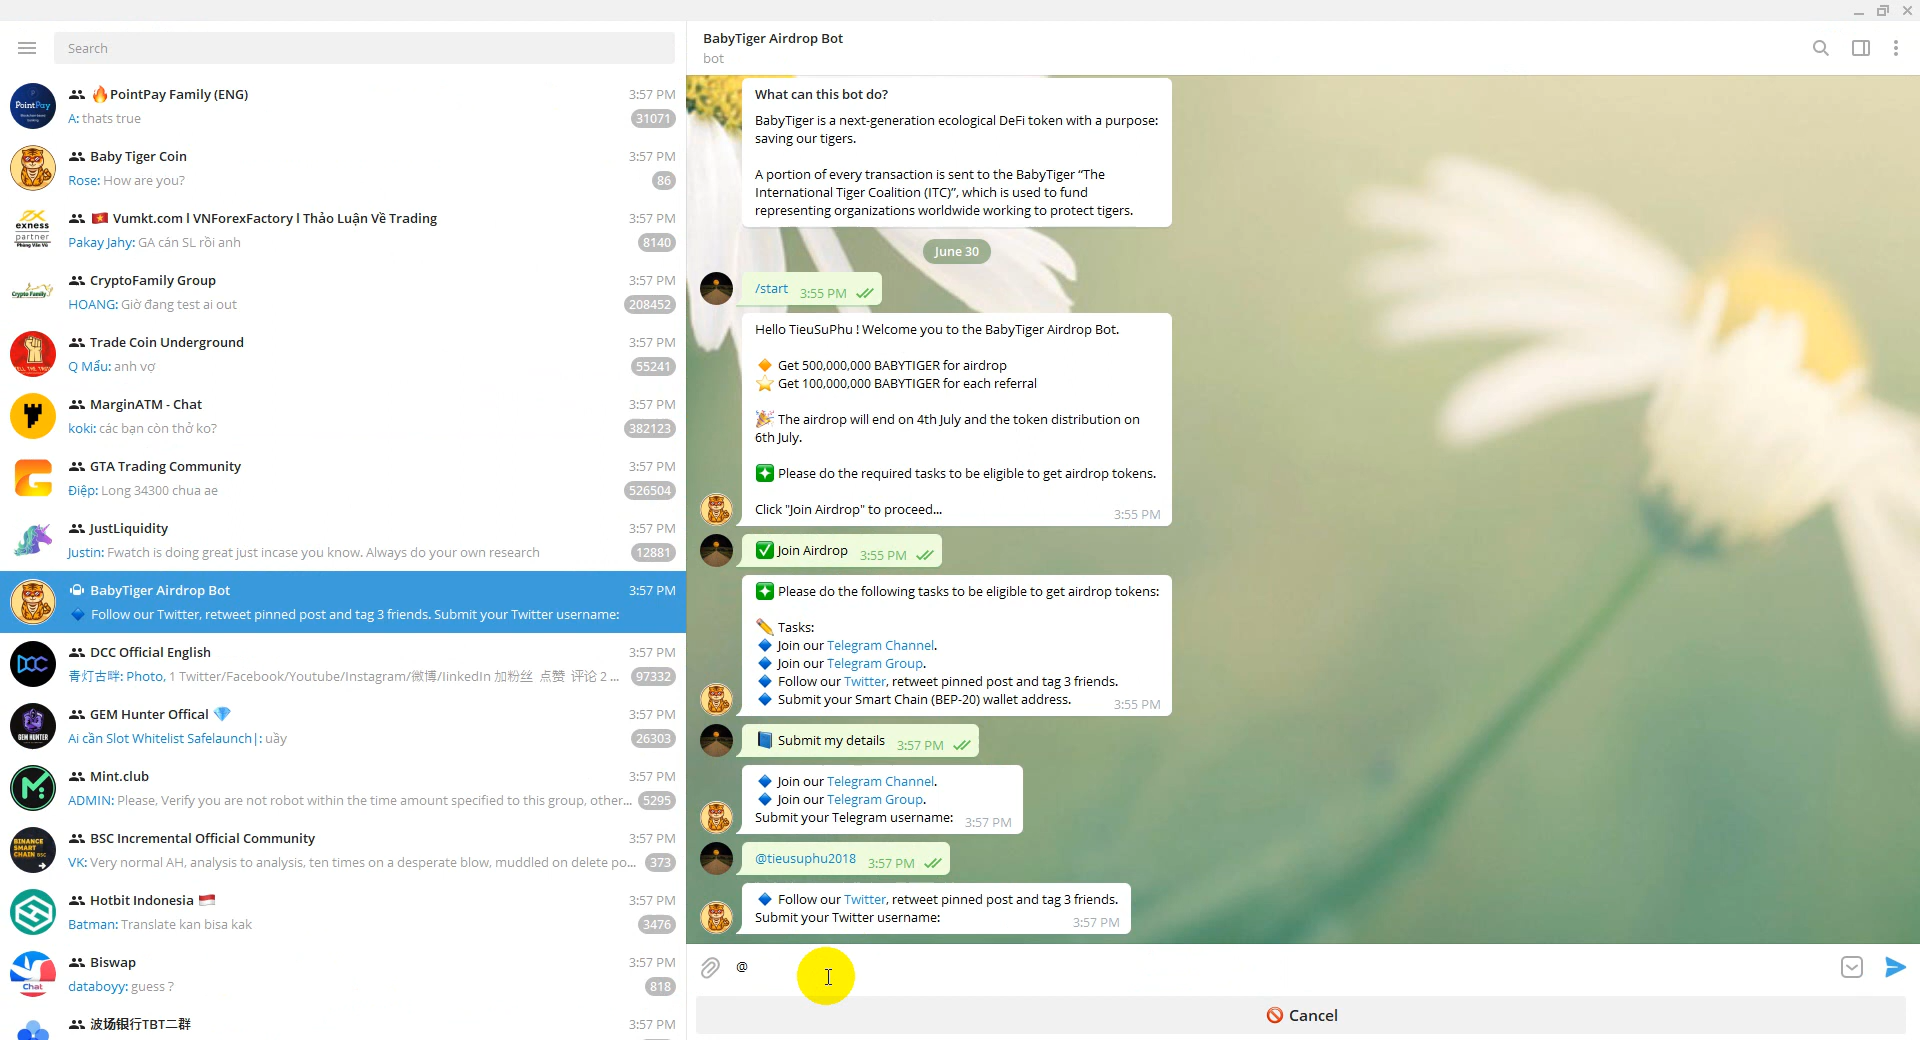 Search
PointPay Family (ENG)
3:57 PM
A: thats true
31071
Baby Tiger Coin
3:57 PM
Rose: How are you?
86
Vumkt.com l VNForexFactory l Thảo Luận Về Trading
3:57 PM
Pakay Jahy: GA cán SL rồi anh
8140
CryptoFamily Group
3:57 PM
HOANG: Giờ đang test ai out
208452
Trade Coin Underground
3:57 PM
Q Mẩu: anh vợ
55241
MarginATM - Chat
3:57 PM
koki: các bạn còn thở ko?
382123
GTA Trading Community
3:57 PM
Điệp: Long 34300 chua ae
526504
JustLiquidity
3:57 PM
Justin: Fwatch is doing great just incase you know. Always do your own research
12881
BabyTiger Airdrop Bot
3:57 PM
Follow our Twitter, retweet pinned post and tag 3 friends. Submit your Twitter username:
DCC Official English
3:57 PM
青灯古畔: Photo, 1 Twitter/Facebook/Youtube/Instagram/微博/linkedIn 加粉丝 点赞 评论 2 ...
97332
GEM Hunter Offical
3:57 PM
Ai cần Slot Whitelist Safelaunch|: uầy
26303
Mint.club
3:57 PM
ADMIN: Please, Verify you are not robot within the time amount specified to this group, other...
5295
BSC Incremental Official Community
3:57 PM
VK: Very normal AH, analysis to analysis, ten times on a desperate blow, muddled on delete po...
373
Hotbit Indonesia
3:57 PM
Batman: Translate kan bisa kak
3476
Biswap
3:57 PM
databoyy: guess ?
818
波场银行TBT二群
3:57 PM
PointPay
exness
partner
Crypto Family
DCC
GEM HUNTER
BINANCE
SMART
CHAIN BSC
Chat
BabyTiger Airdrop Bot
bot
What can this bot do?
BabyTiger is a next-generation ecological DeFi token with a purpose:
saving our tigers.
A portion of every transaction is sent to the BabyTiger “The
International Tiger Coalition (ITC)”, which is used to fund
representing organizations worldwide working to protect tigers.
June 30
/start 3:55 PM
Hello TieuSuPhu ! Welcome you to the BabyTiger Airdrop Bot.
Get 500,000,000 BABYTIGER for airdrop
Get 100,000,000 BABYTIGER for each referral
The airdrop will end on 4th July and the token distribution on
6th July.
Please do the required tasks to be eligible to get airdrop tokens.
Click "Join Airdrop" to proceed...
3:55 PM
Join Airdrop 3:55 PM
Please do the following tasks to be eligible to get airdrop tokens:
Tasks:
Join our Telegram Channel.
Join our Telegram Group.
Follow our Twitter, retweet pinned post and tag 3 friends.
Submit your Smart Chain (BEP-20) wallet address.
3:55 PM
Submit my details 3:57 PM
Join our Telegram Channel.
Join our Telegram Group.
Submit your Telegram username: 3:57 PM
@tieusuphu2018 3:57 PM
Follow our Twitter, retweet pinned post and tag 3 friends.
Submit your Twitter username: 3:57 PM
@
Cancel